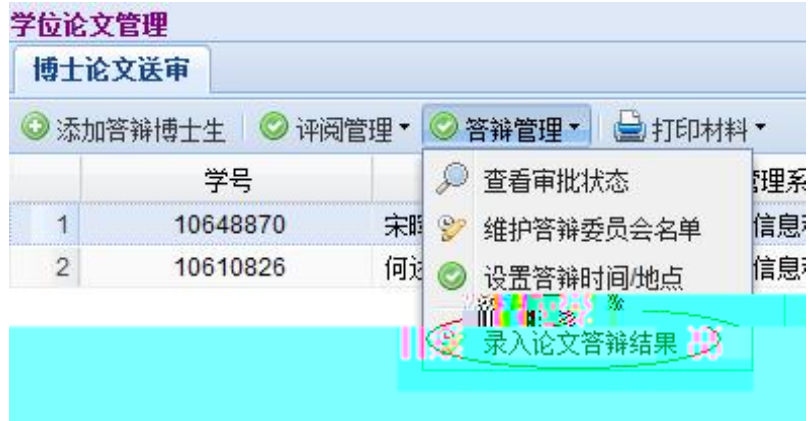 学位论文管理
博士论文送审
添加答辩博士生 评阅管理 答辩管理 打印材料
学号
查看审批状态
1 10648870 宋 信息
维护答辩委员会名单
2 10610826 何 信息
设置答辩时间/地点
录入论文答辩结果